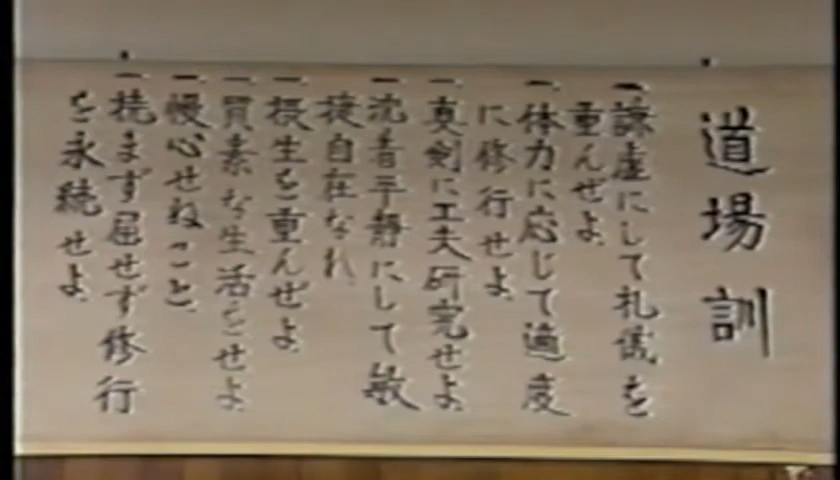 道場訓
一謙虚にして礼儀を
重んぜよ
一体力に応じて適度
に修行せよ
一真剣に工夫研究せよ
一沈着平静にして敏
捷自在なれ
一摂生を重んぜよ
一質素な生活をせよ
一慢心せねこと
一撓まず屈せず修行
を永続せよ